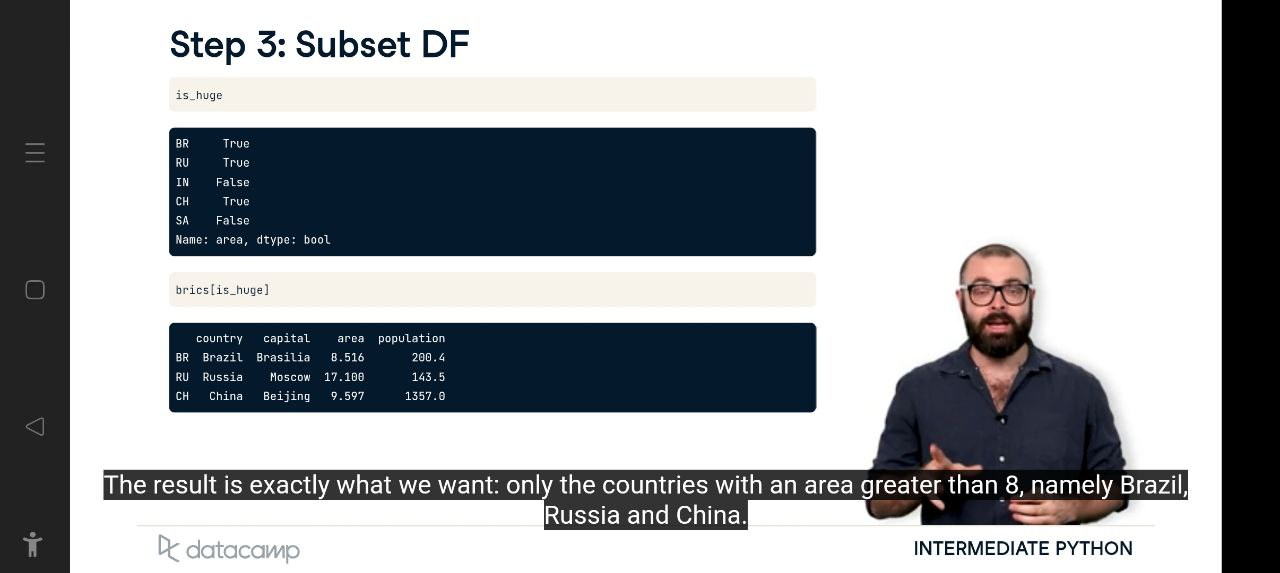 Step 3: Subset DF
is_huge
BR     True
RU     True
IN    False
CH     True
SA    False
Name: area, dtype: bool
brics[is_huge]
   country   capital    area  population
BR  Brazil  Brasilia   8.516       200.4
RU  Russia    Moscow  17.100       143.5
CH   China   Beijing   9.597      1357.0
The result is exactly what we want: only the countries with an area greater than 8, namely Brazil,
Russia and China.
datacamp
INTERMEDIATE PYTHON